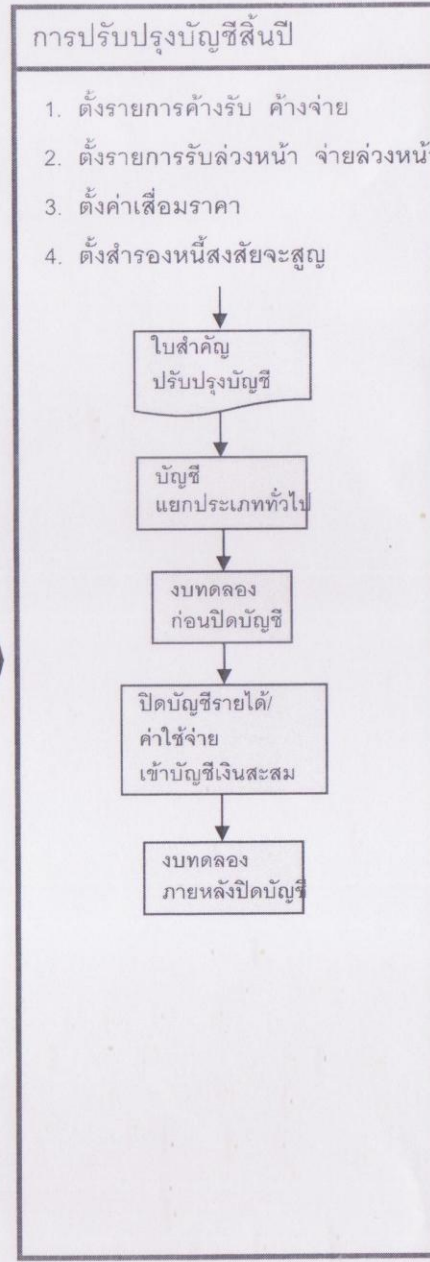 การปรับปรุงบัญชีสิ้นปี
1. ตั้งรายการค้างรับ ค้างจ่าย
2. ตั้งรายการรับล่วงหน้า จ่ายล่วงหน้า
3. ตั้งค่าเสื่อมราคา
4. ตั้งสำรองหนี้สงสัยจะสูญ
ใบสำคัญ
ปรับปรุงบัญชี
บัญชี
แยกประเภททั่วไป
งบทดลอง
ก่อนปิดบัญชี
ปิดบัญชีรายได้/
ค่าใช้จ่าย
เข้าบัญชีเงินสะสม
งบทดลอง
ภายหลังปิดบัญชี